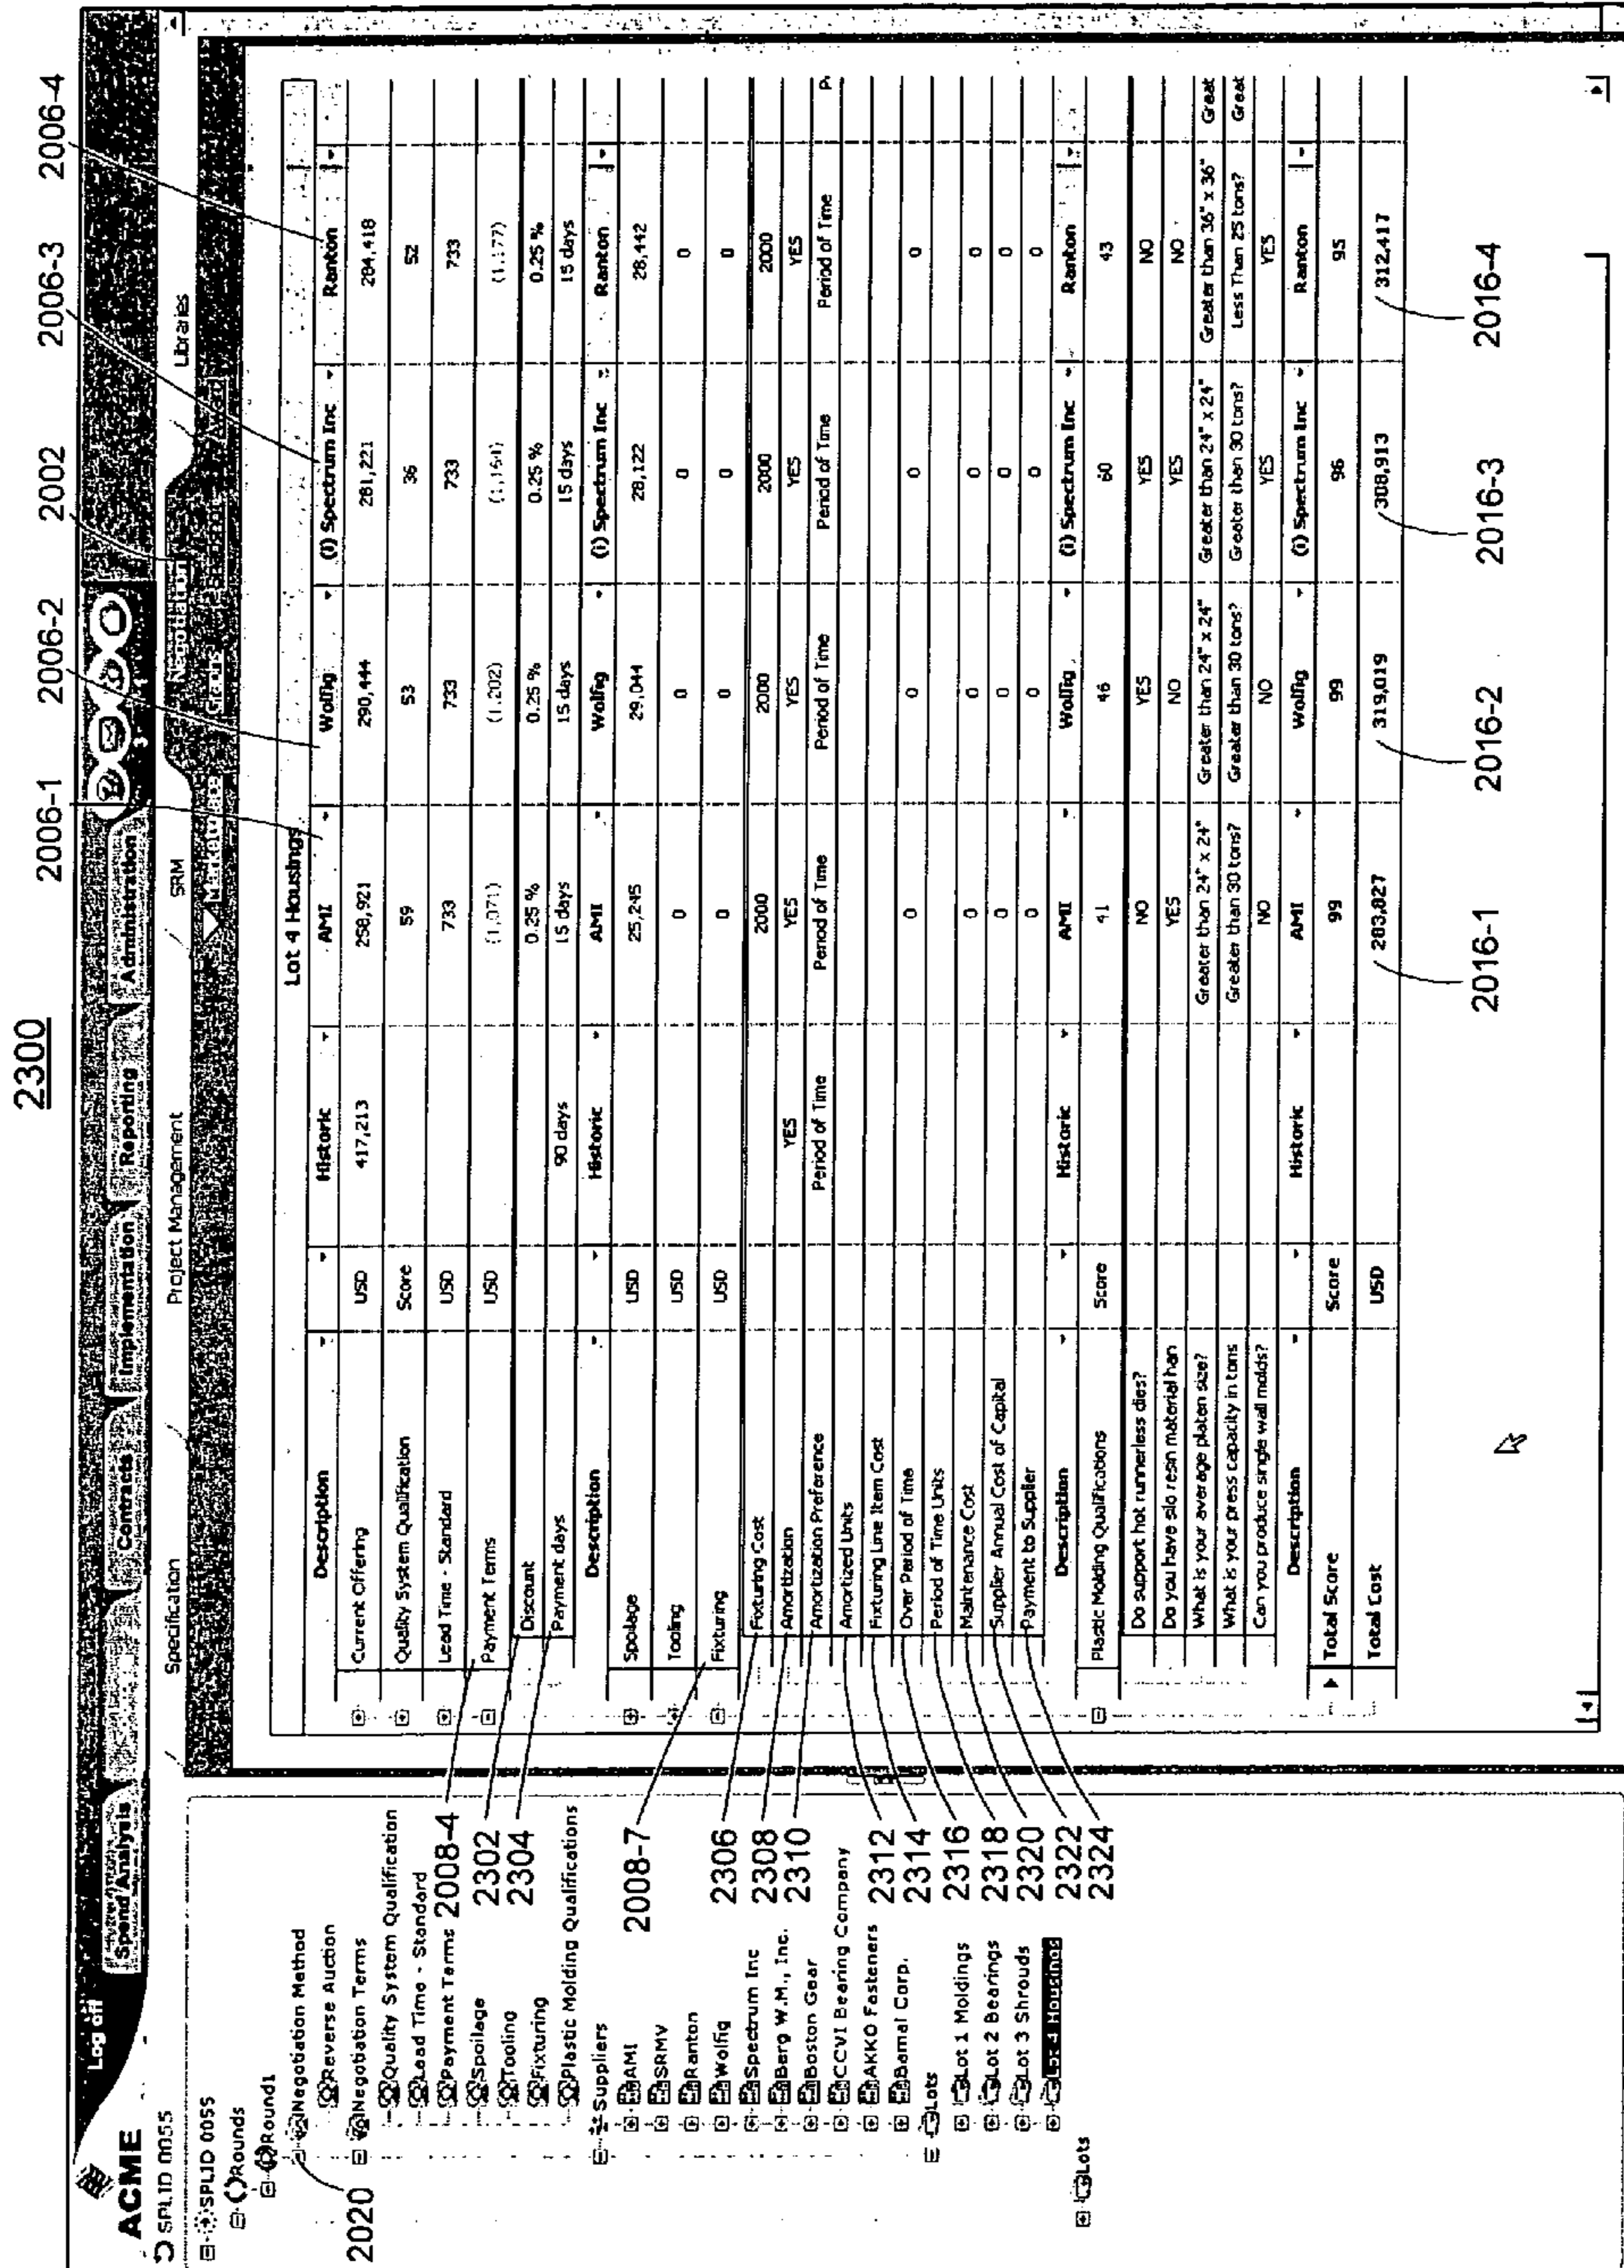 2300
2006-1 2006-2 2002 2006-3 2006-4
Log off
ACME
Spend Analysis Contracts Implementation Reporting Administration
Negotiation
Specification Project Management SRM Libraries
SPLID 0055
SPLID 0055
Rounds
Round1
Negotiation Method
Reverse Auction
2020
Negotiation Terms
Quality System Qualification
Lead Time - Standard
Payment Terms
Spoilage
Tooling
Fixturing
Plastic Molding Qualifications
Suppliers
AMI
SRMV
Ranton
Wolfig
Spectrum Inc
Berg W.M., Inc.
Boston Gear
CCVI Bearing Company
AKKO Fasteners
Bamal Corp.
Lots
Lot 1 Moldings
Lot 2 Bearings
Lot 3 Shrouds
Lot 4 Housings
Lots
2008-4
2302
2304
2008-7
2306
2308
2310
2312
2314
2316
2318
2320
2322
2324
Lot 4 Housings
Description Historic AMI Wolfig (i) Spectrum Inc Ranton
Current Offering USD 417,213 258,921 290,444 281,221 284,418
Quality System Qualification Score 59 53 36 52
Lead Time - Standard USD 733 733 733 733
Payment Terms USD (1,071) (1.202) (1,164) (1.177)
Discount 0.25 % 0.25 % 0.25 % 0.25 %
Payment days 90 days 15 days 15 days 15 days 15 days
Description Historic AMI Wolfig (i) Spectrum Inc Ranton
Spolage USD 25,245 29,044 28,122 28,442
Tooling USD 0 0 0 0
Fixturing USD 0 0 0 0
Fixturing Cost 2000 2000 2000 2000
Amortization YES YES YES YES YES
Amortization Preference Period of Time Period of Time Period of Time Period of Time Period of Time P
Amortized Units
Fixturing Line Item Cost
Over Period of Time 0 0 0 0
Period of Time Units
Maintenance Cost 0 0 0 0
Supplier Annual Cost of Capital 0 0 0 0
Payment to Supplier 0 0 0 0
Description Historic AMI Wolfig (i) Spectrum Inc Ranton
Plastic Molding Qualifications Score 41 46 60 43
Do support hot runnerless dies? NO YES YES NO
Do you have silo resin material han YES NO YES NO
What is your average platen size? Greater than 24" x 24" Greater than 24" x 24" Greater than 24" x 24" Greater than 36" x 36" Great
What is your press capacity in tons Greater than 30 tons? Greater than 30 tons? Greater than 30 tons? Less Than 25 tons? Great
Can you produce single wall molds? NO NO YES YES
Description Historic AMI Wolfig (i) Spectrum Inc Ranton
Total Score Score 99 99 96 95
Total Cost USD 283,827 319,019 308,913 312,417
2016-1 2016-2 2016-3 2016-4